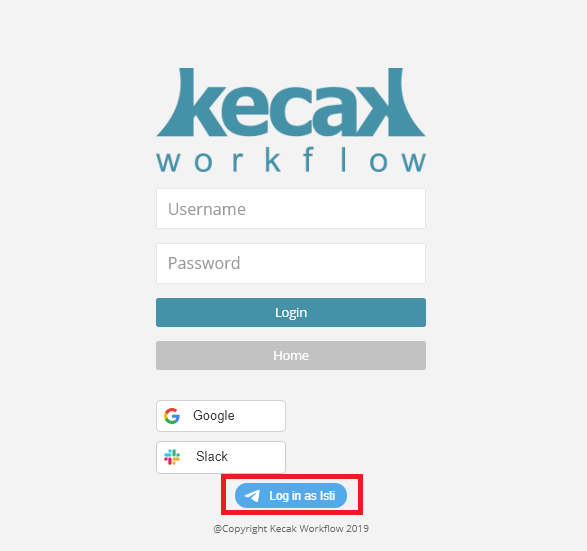 kecak
workflow
Username
Password
Login
Home
Google
Slack
Log in as Isti
@Copyright Kecak Workflow 2019